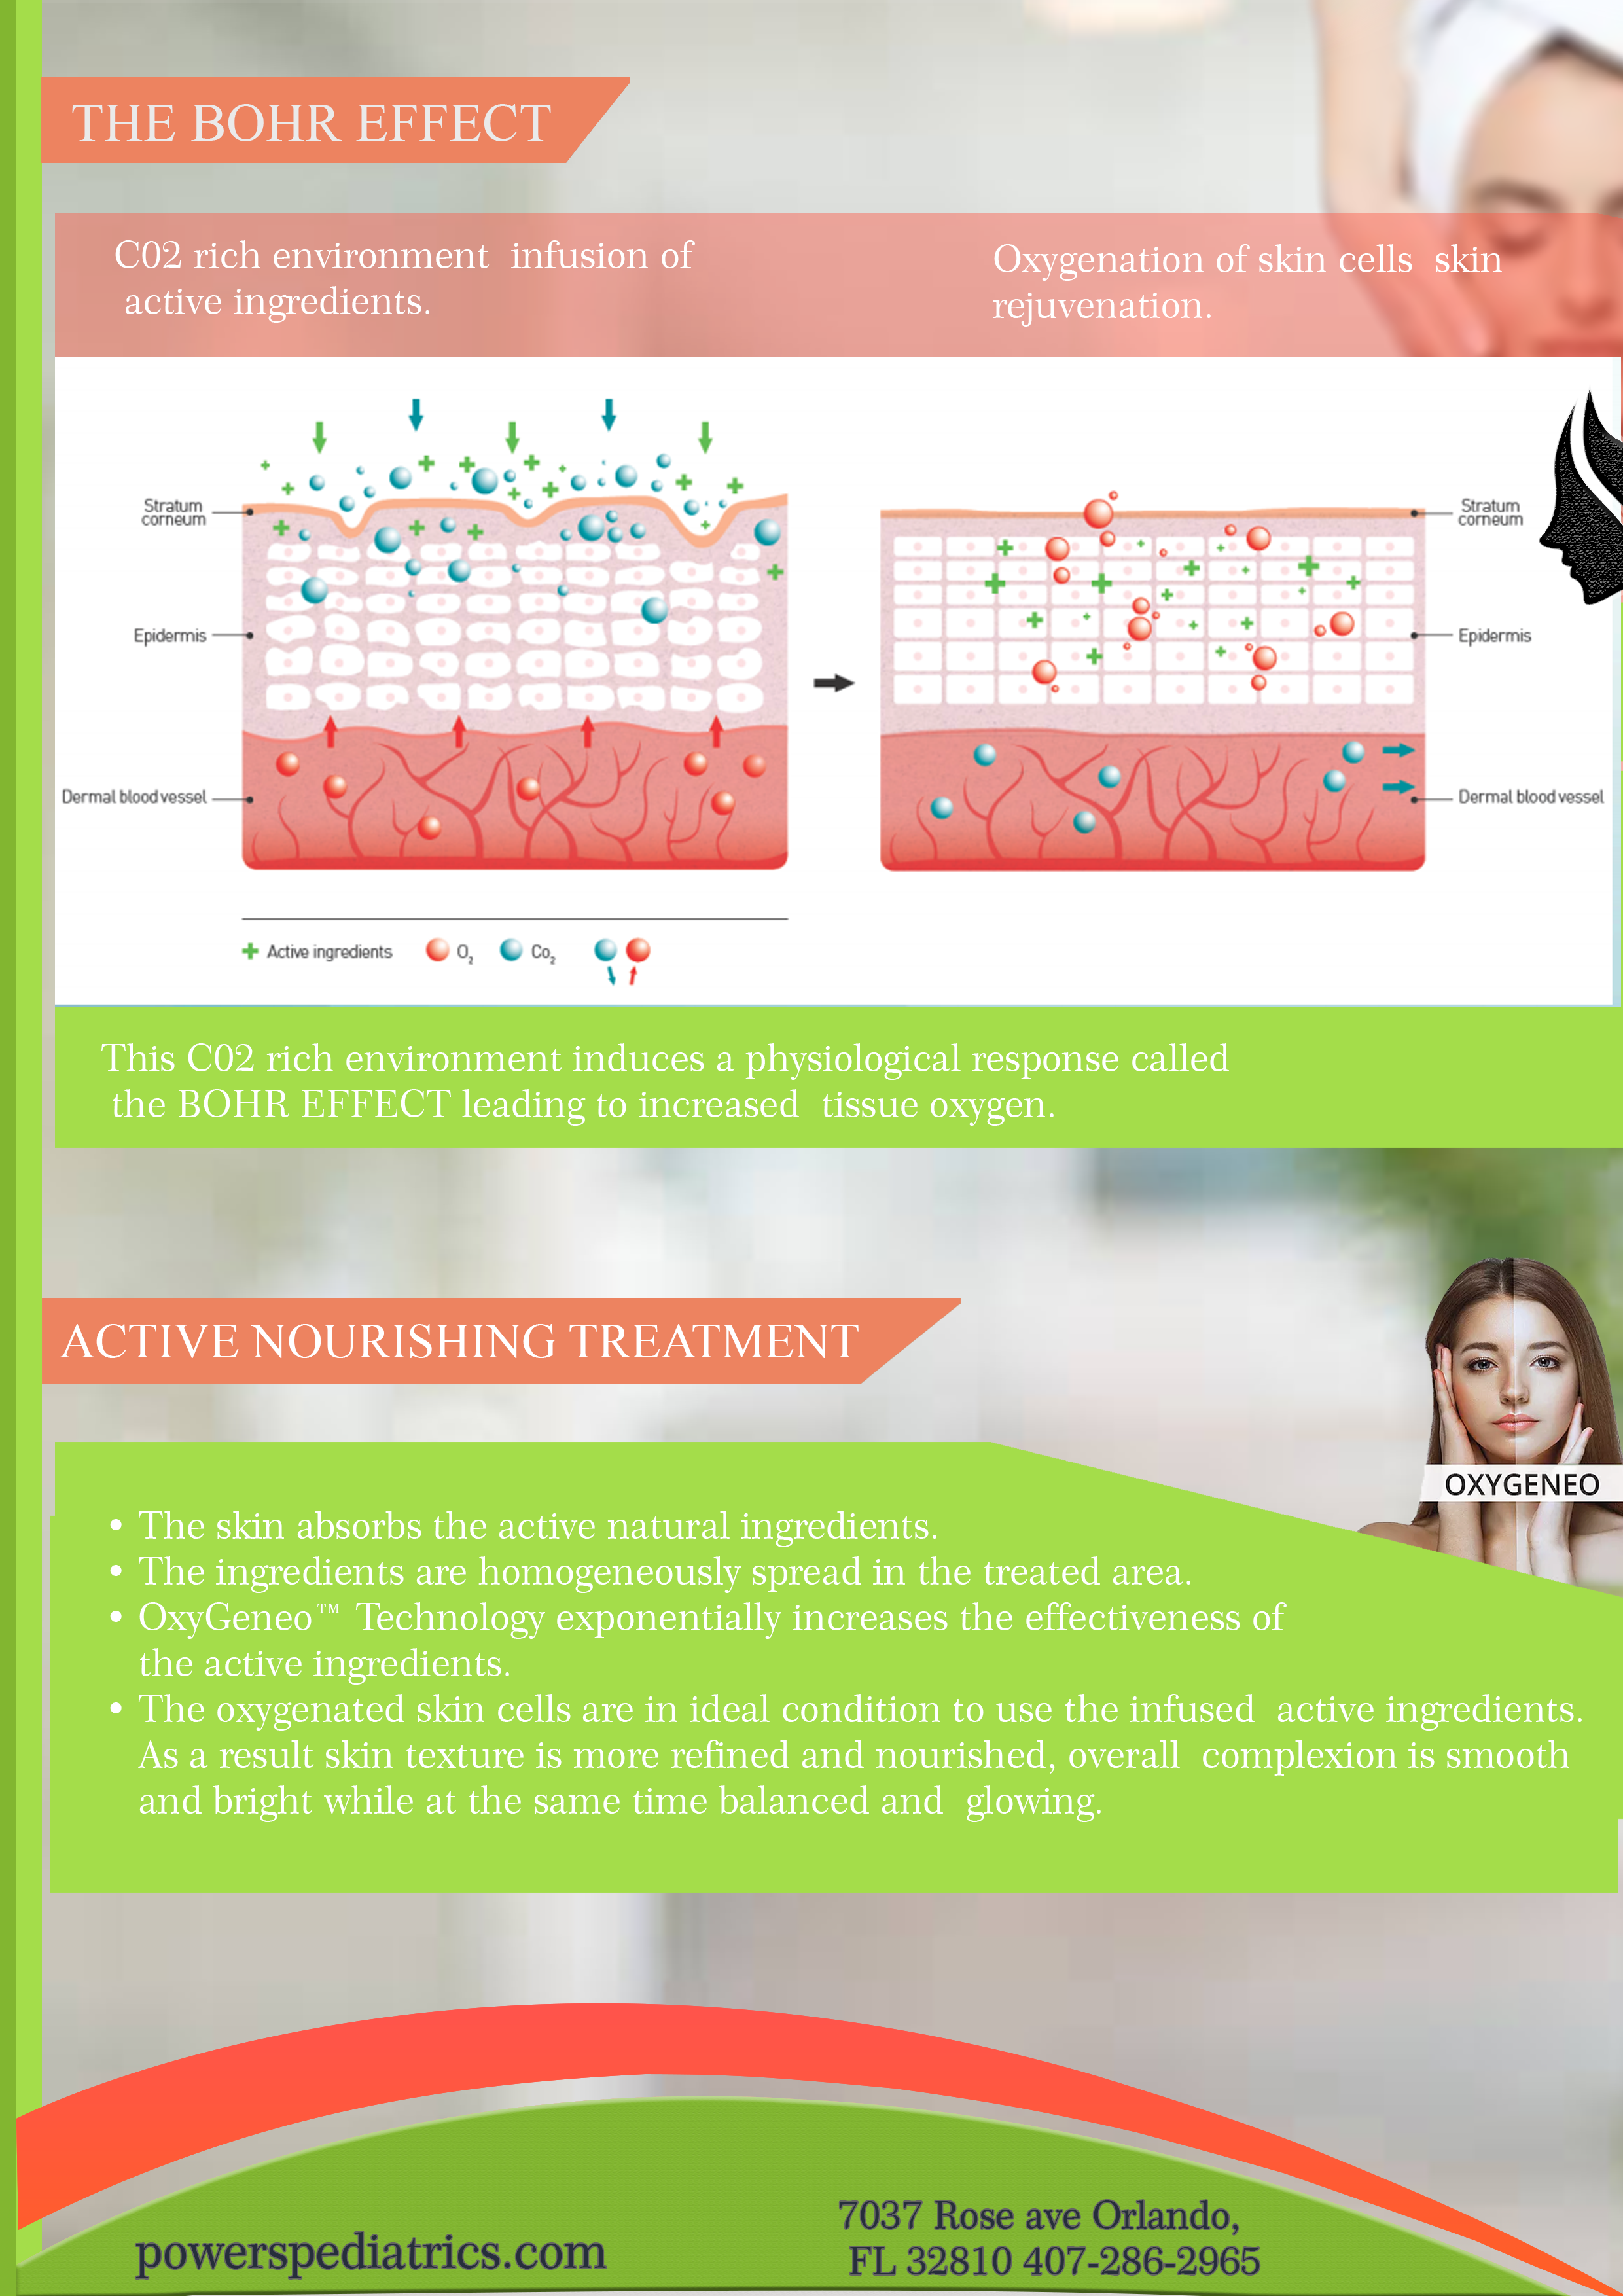 THE BOHR EFFECT
C02 rich environment infusion of
active ingredients.
Oxygenation of skin cells skin
rejuvenation.
Stratum
corneum
Epidermis
Dermal blood vessel
Stratum
corneum
Epidermis
Dermal blood vessel
Active ingredients O₂ Co₂
This C02 rich environment induces a physiological response called
the BOHR EFFECT leading to increased tissue oxygen.
ACTIVE NOURISHING TREATMENT
OXYGENEO
• The skin absorbs the active natural ingredients.
• The ingredients are homogeneously spread in the treated area.
• OxyGeneo™ Technology exponentially increases the effectiveness of
the active ingredients.
• The oxygenated skin cells are in ideal condition to use the infused active ingredients.
As a result skin texture is more refined and nourished, overall complexion is smooth
and bright while at the same time balanced and glowing.
powerspediatrics.com
7037 Rose ave Orlando,
FL 32810 407-286-2965